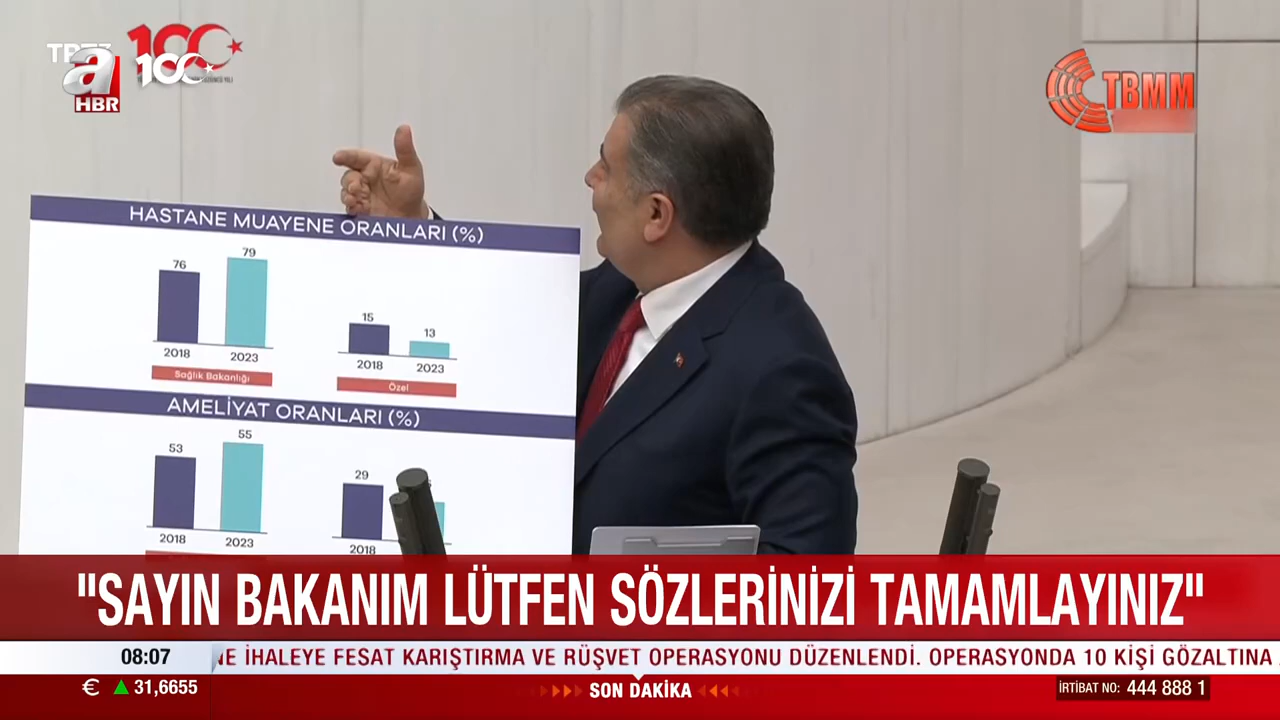 a
HBR
100
100
TBMM
HASTANE MUAYENE ORANLARI (%)
76
79
15
13
2018
2023
2018
2023
Sağlık Bakanlığı
Özel
AMELİYAT ORANLARI (%)
53
55
29
2018
2023
2018
"SAYIN BAKANIM LÜTFEN SÖZLERİNİZİ TAMAMLAYINIZ"
08:07
NE İHALEYE FESAT KARIŞTIRMA VE RÜŞVET OPERASYONU DÜZENLENDİ. OPERASYONDA 10 KİŞİ GÖZALTINA
€ 31,6655
SON DAKİKA
İRTİBAT NO: 444 888 1